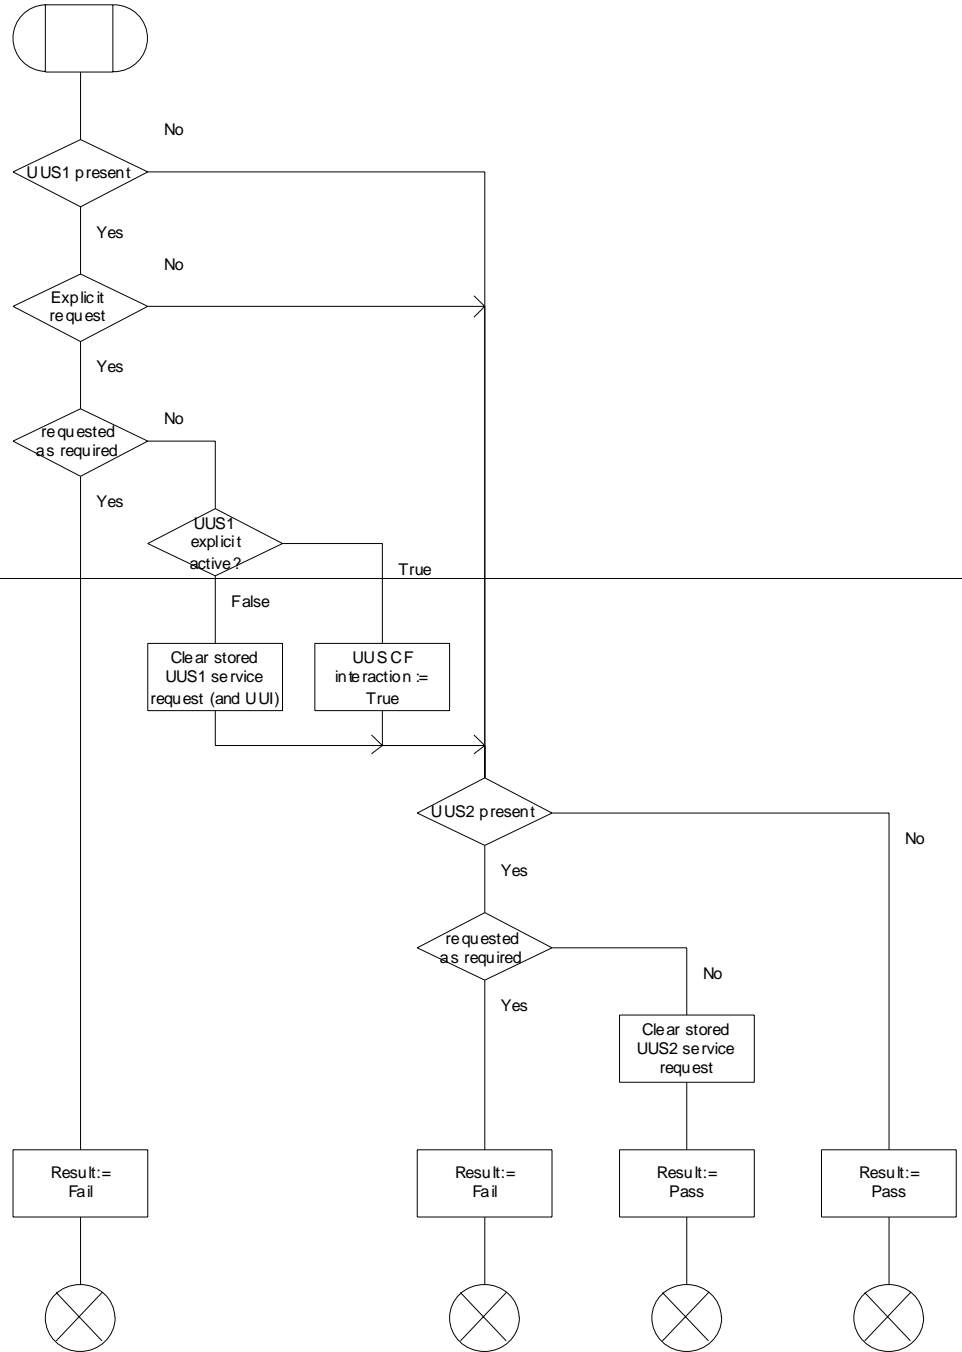 No
UUS1 present
Yes
No
Explicit
request
Yes
No
requested
as required
Yes
UUS1
explicit
active?
True
False
Clear stored
UUS1 service
request (and UUI)
UUS CF
interaction :=
True
UUS2 present
No
Yes
requested
as required
No
Yes
Clear stored
UUS2 service
request
Result:=
Fail
Result:=
Fail
Result:=
Pass
Result:=
Pass